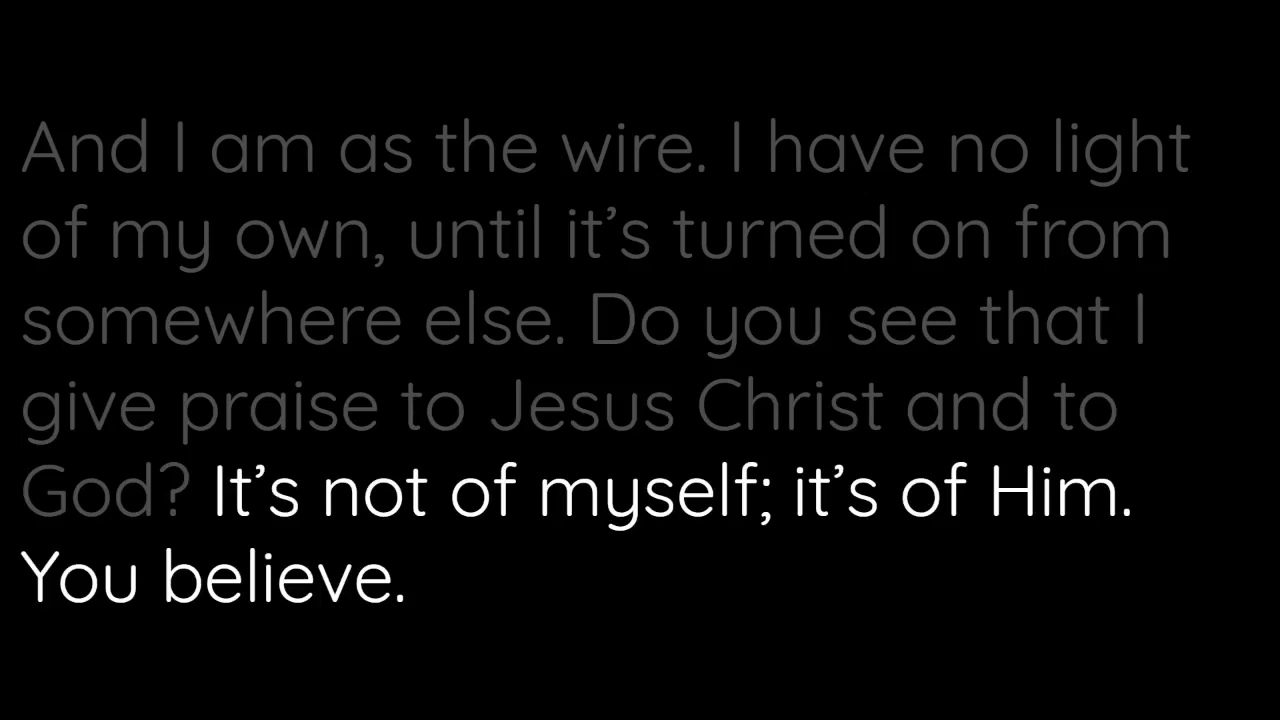 And I am as the wire. I have no light
of my own, until it’s turned on from
somewhere else. Do you see that I
give praise to Jesus Christ and to
God? It’s not of myself; it’s of Him.
You believe.